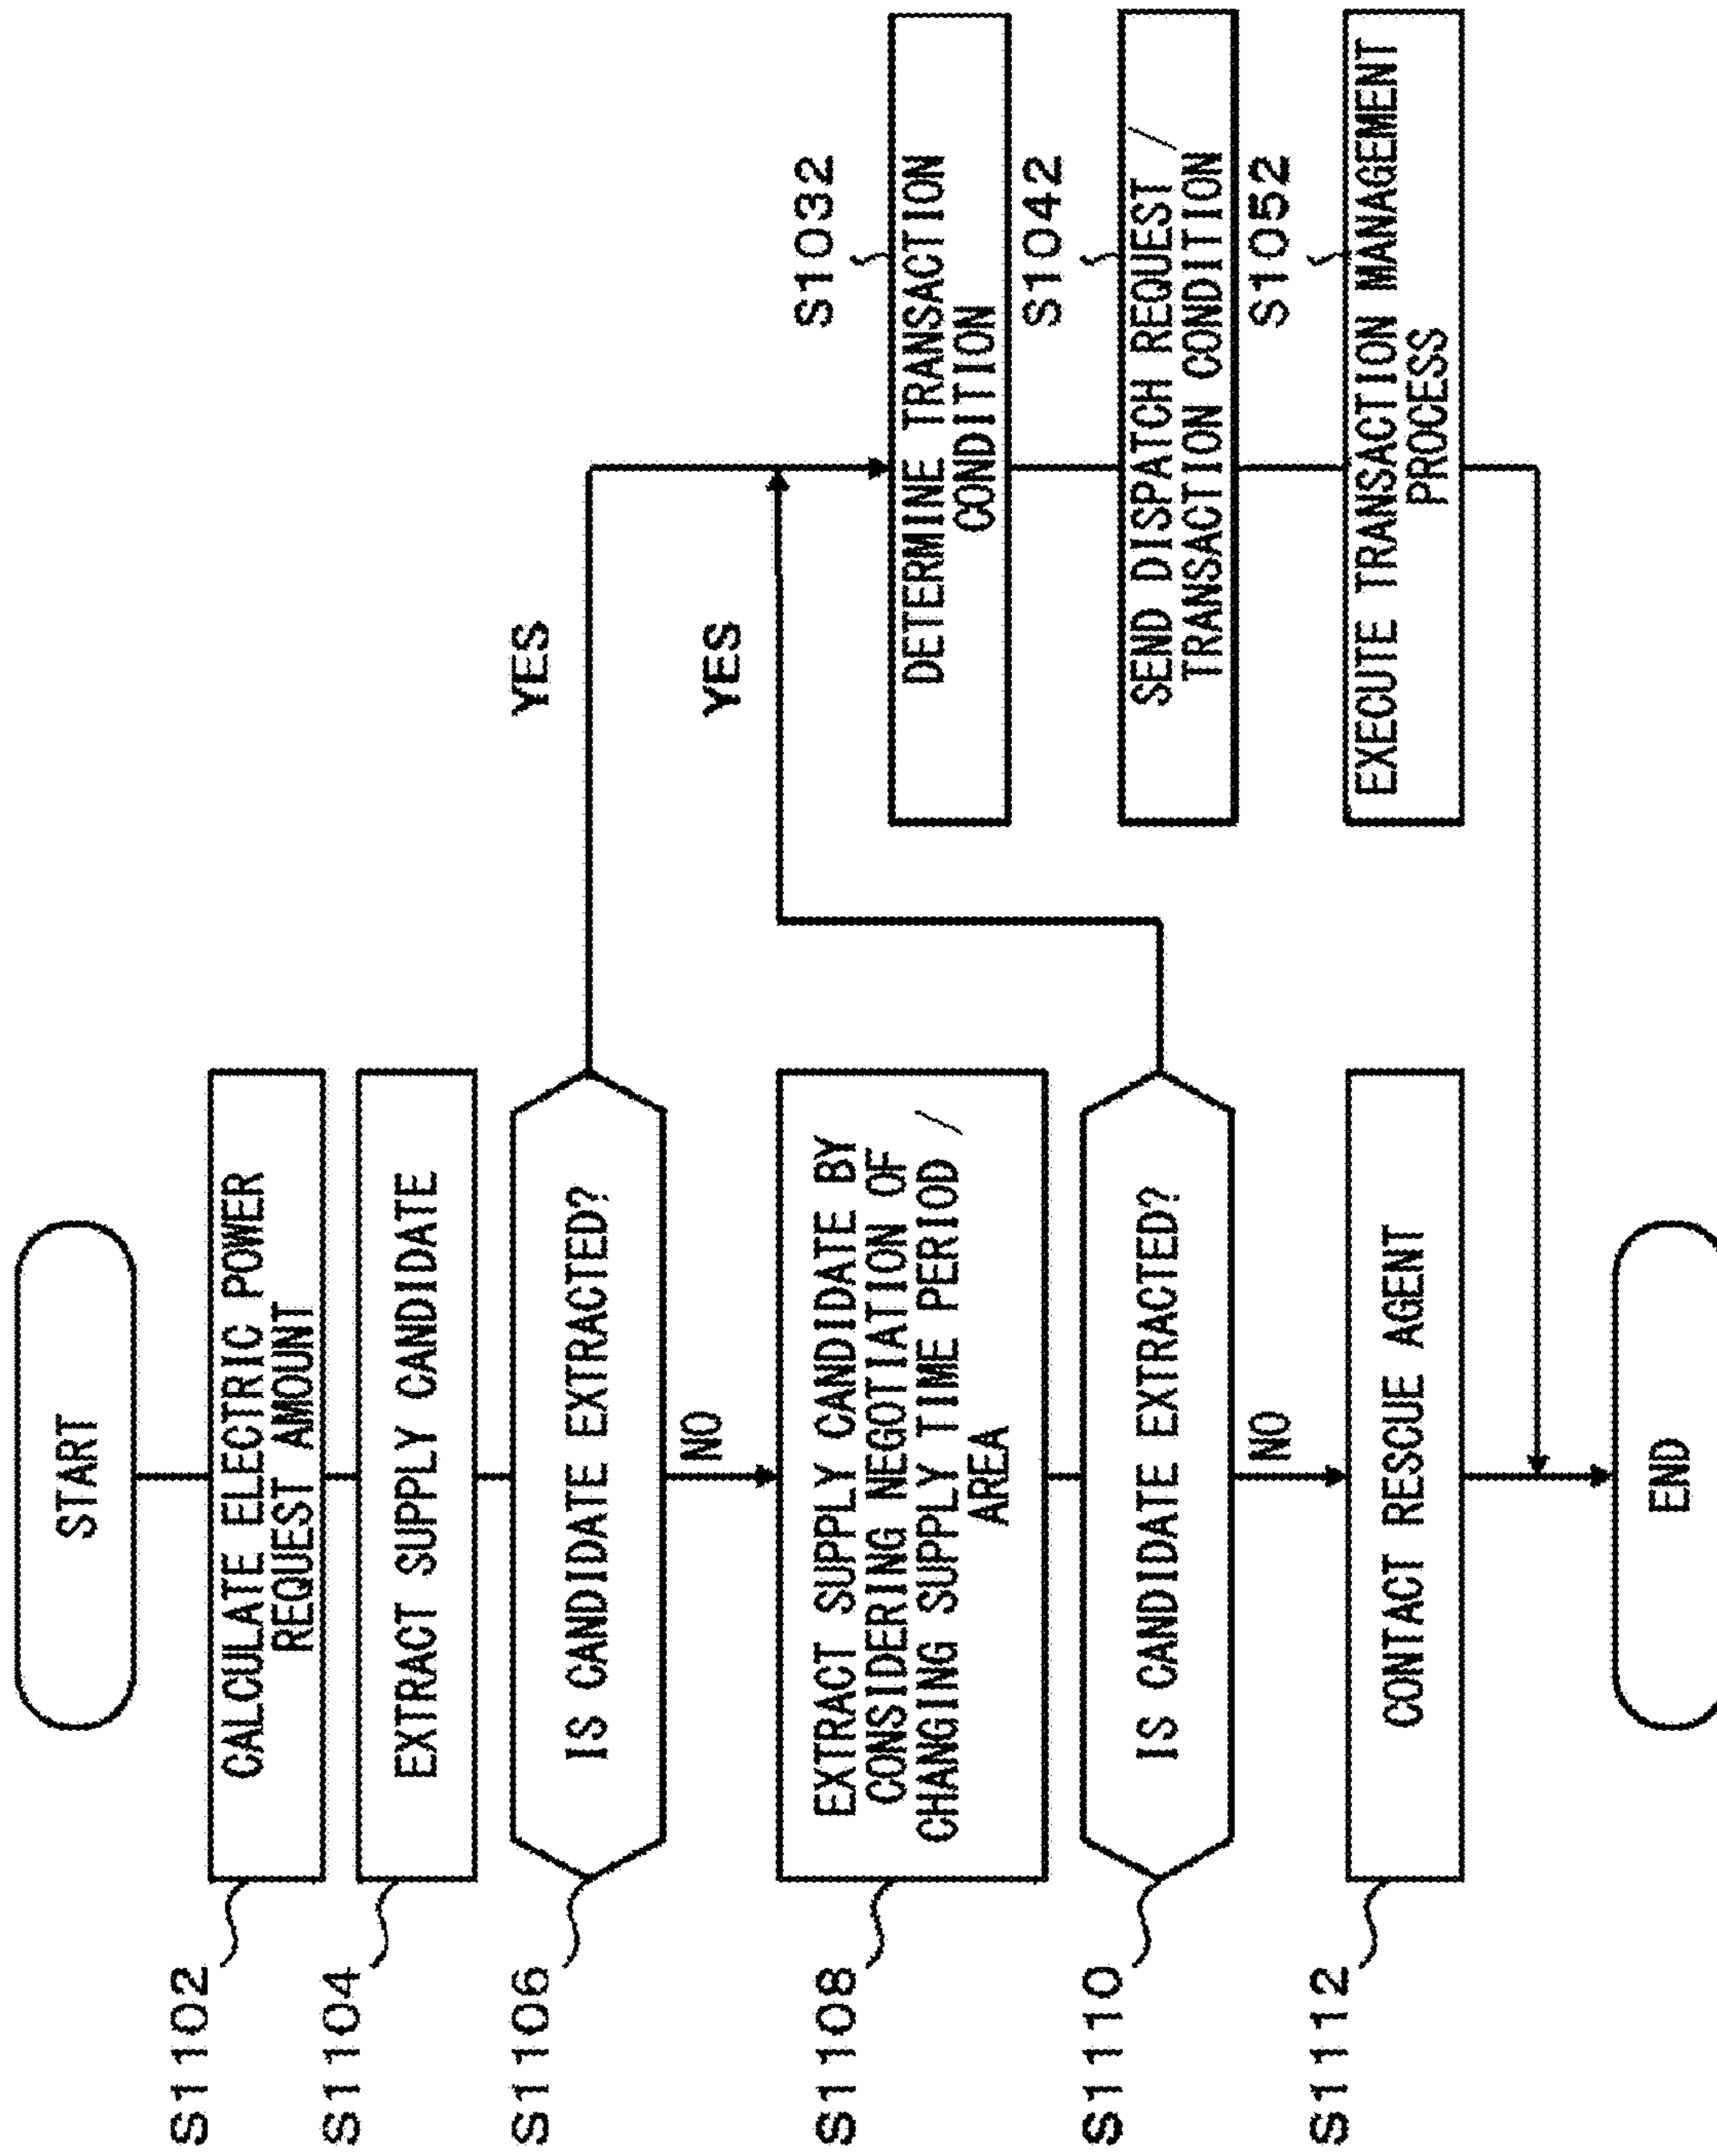 START
S1102
CALCULATE ELECTRIC POWER
REQUEST AMOUNT
S1104
EXTRACT SUPPLY CANDIDATE
S1106
IS CANDIDATE EXTRACTED?
YES
NO
S1108
EXTRACT SUPPLY CANDIDATE BY
CONSIDERING NEGOTIATION OF
CHANGING SUPPLY TIME PERIOD /
AREA
YES
S1110
IS CANDIDATE EXTRACTED?
NO
S1112
CONTACT RESCUE AGENT
S1032
DETERMINE TRANSACTION
CONDITION
S1042
SEND DISPATCH REQUEST /
TRANSACTION CONDITION
S1052
EXECUTE TRANSACTION MANAGEMENT
PROCESS
END